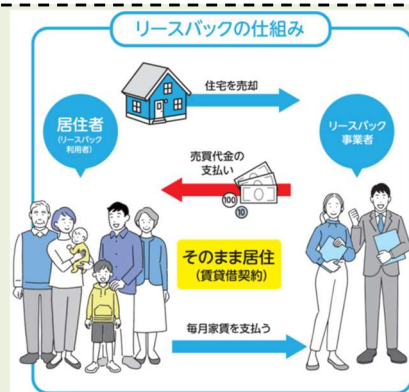 リースバックの仕組み
住宅を売却
居住者
(リースバック
利用者)
リースバック
事業者
売買代金の
支払い
100
10
そのまま居住
(賃貸借契約)
毎月家賃を支払う